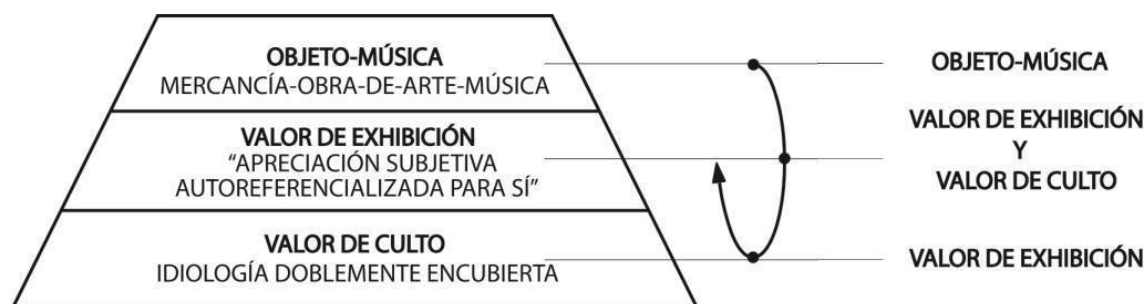 OBJETO-MÚSICA
MERCANCÍA-OBRA-DE-ARTE-MÚSICA
VALOR DE EXHIBICIÓN
“APRECIACIÓN SUBJETIVA
AUTOREFERENCIALIZADA PARA SÍ”
VALOR DE CULTO
IDIOLOGÍA DOBLEMENTE ENCUBIERTA
OBJETO-MÚSICA
VALOR DE EXHIBICIÓN
Y
VALOR DE CULTO
VALOR DE EXHIBICIÓN